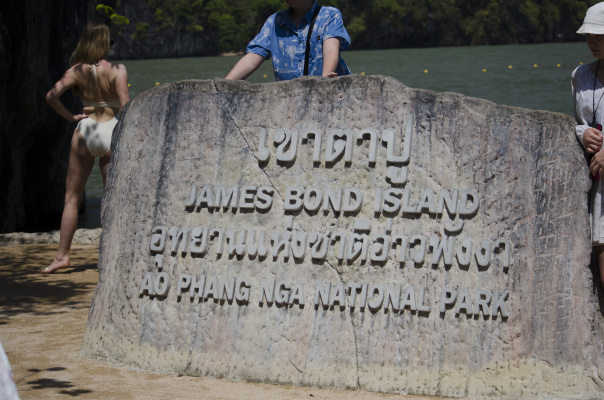 เขาตาปู
JAMES BOND ISLAND
อุทยานแห่งชาติอ่าวพังงา
AO PHANG NGA NATIONAL PARK